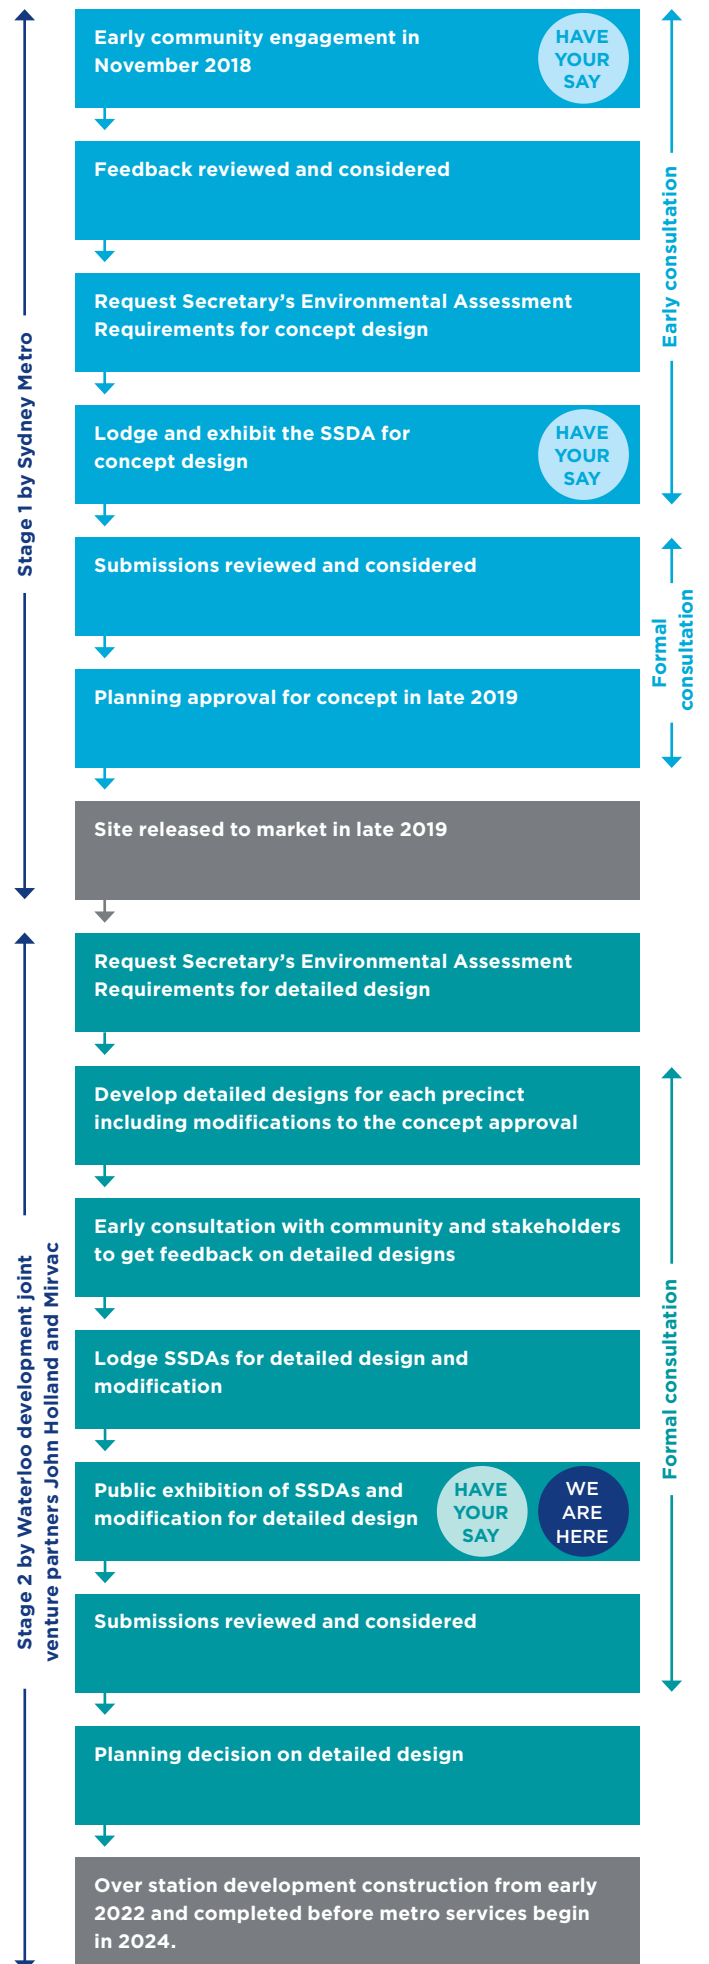 Early community engagement in
November 2018
HAVE
YOUR
SAY
Feedback reviewed and considered
Request Secretary’s Environmental Assessment
Requirements for concept design
Lodge and exhibit the SSDA for
concept design
HAVE
YOUR
SAY
Early consultation
Submissions reviewed and considered
Planning approval for concept in late 2019
Formal
consultation
Site released to market in late 2019
Stage 1 by Sydney Metro
Request Secretary’s Environmental Assessment
Requirements for detailed design
Develop detailed designs for each precinct
including modifications to the concept approval
Early consultation with community and stakeholders
to get feedback on detailed designs
Lodge SSDAs for detailed design and
modification
Public exhibition of SSDAs and
modification for detailed design
HAVE
YOUR
SAY
WE
ARE
HERE
Submissions reviewed and considered
Formal consultation
Planning decision on detailed design
Over station development construction from early
2022 and completed before metro services begin
in 2024.
Stage 2 by Waterloo development joint
venture partners John Holland and Mirvac